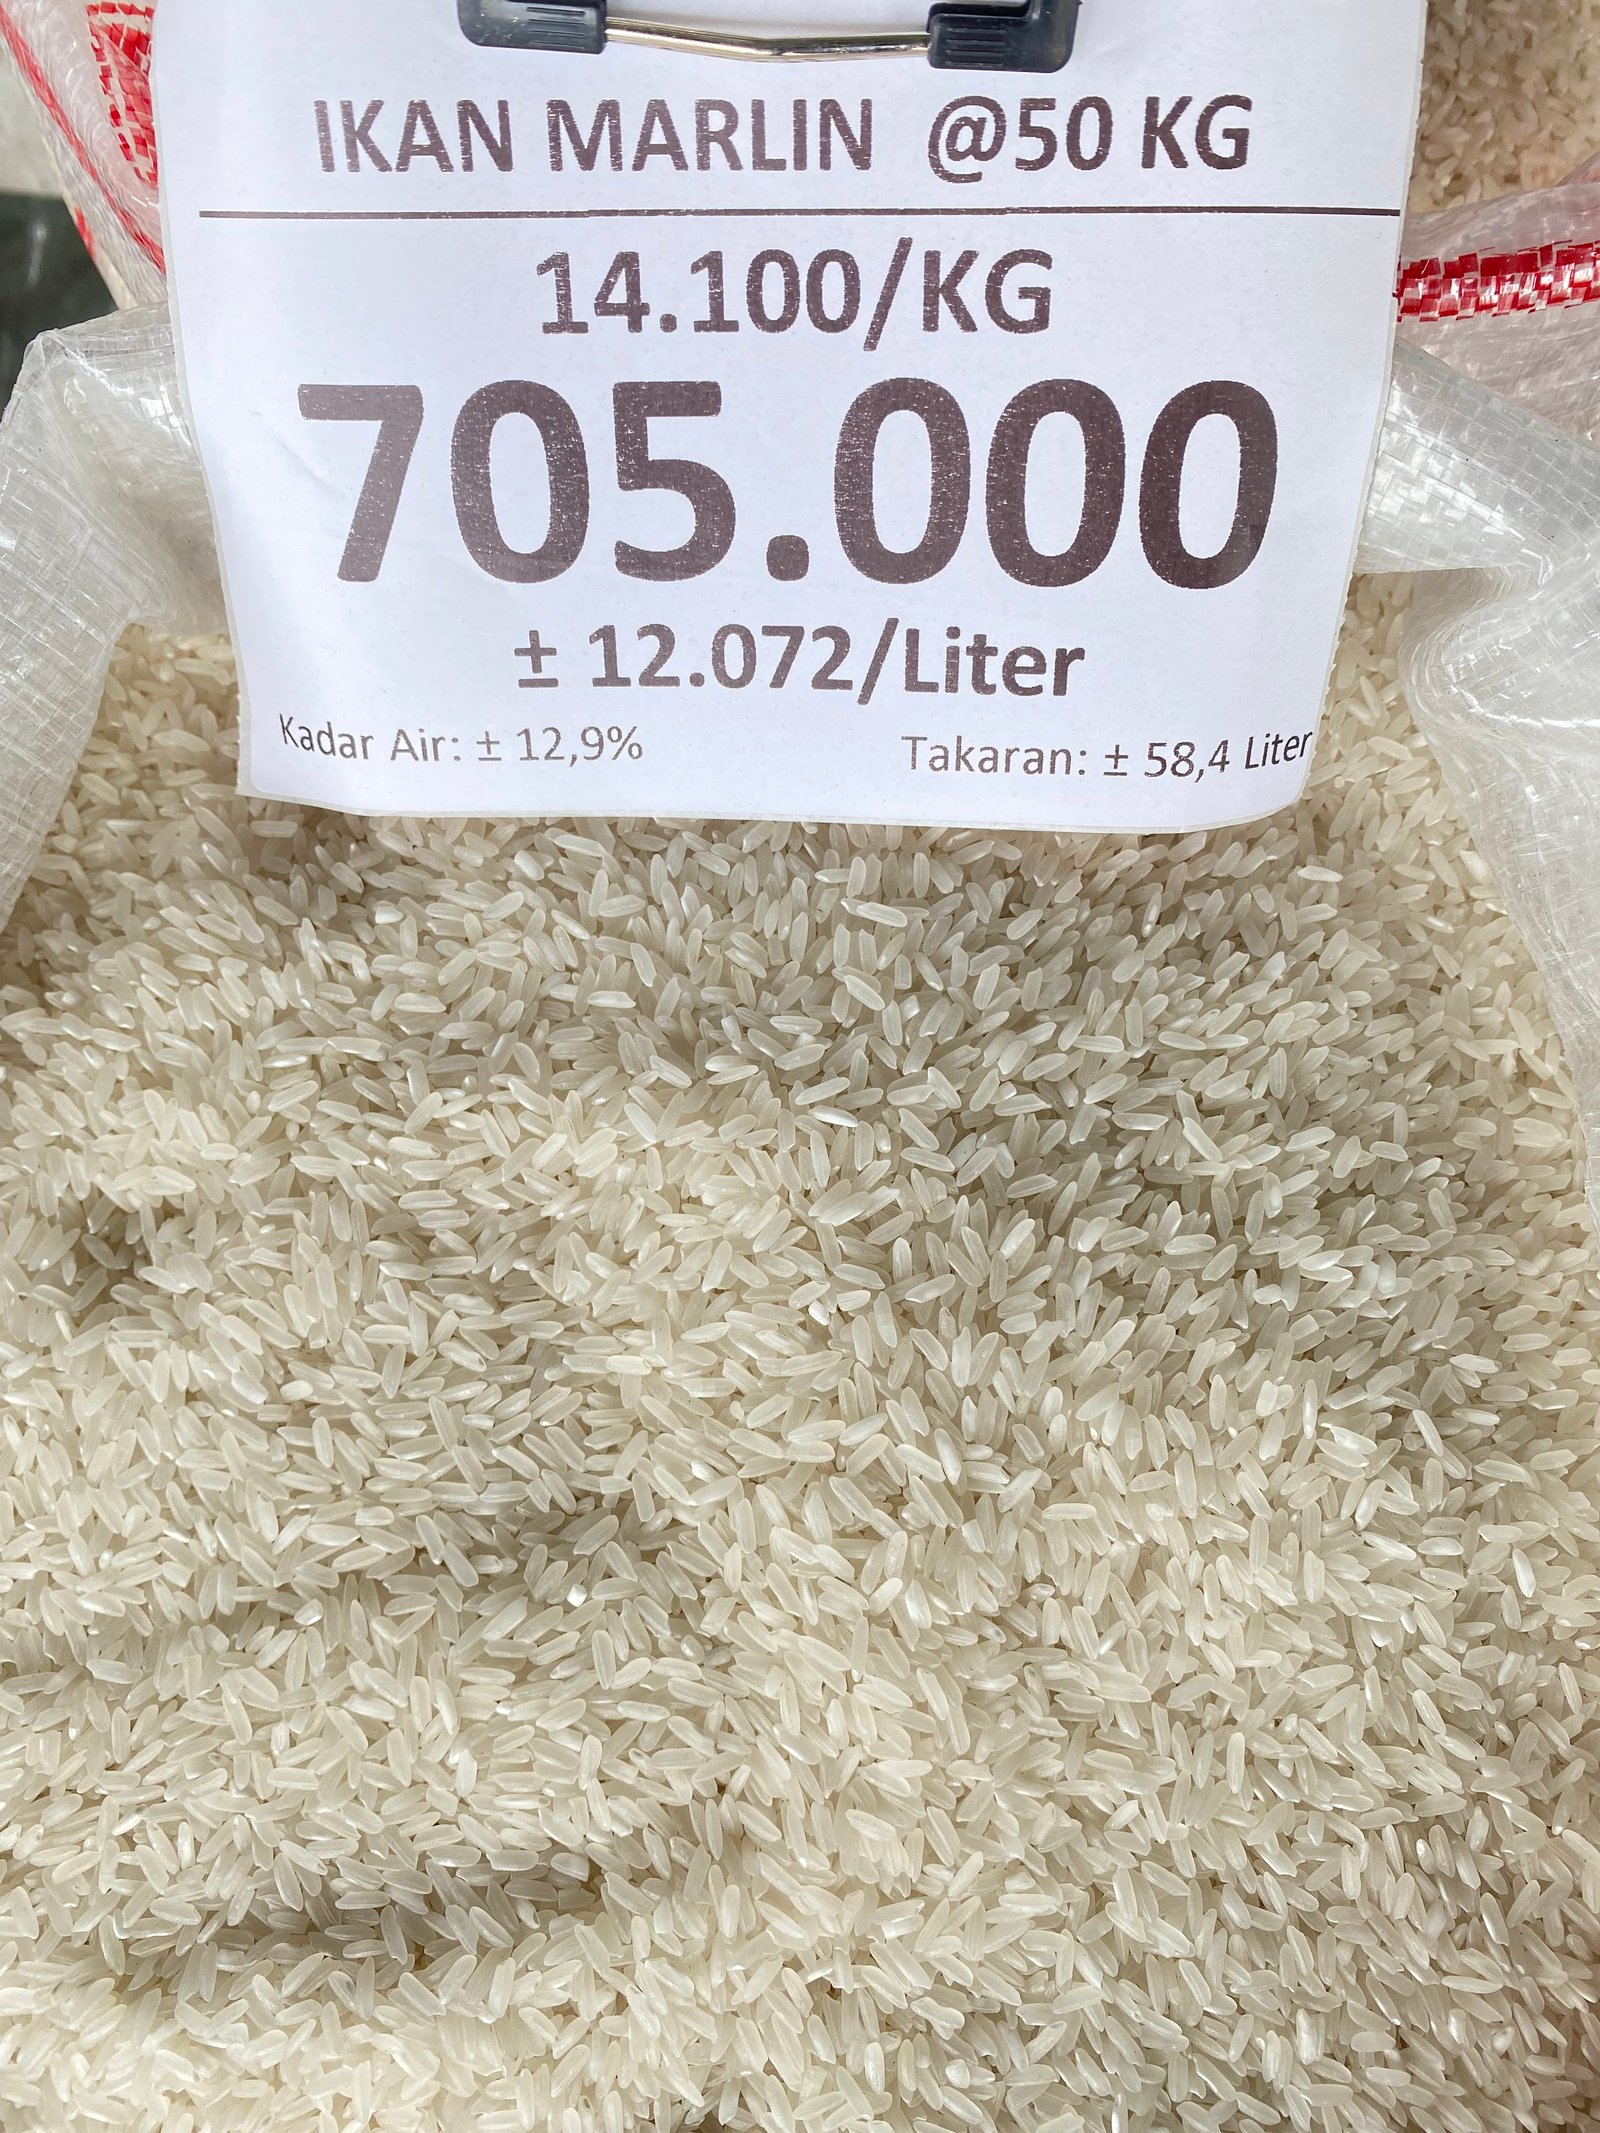 IKAN MARLIN @50 KG
14.100/KG
705.000
± 12.072/Liter
Kadar Air: ± 12,9% Takaran: ± 58,4 Liter